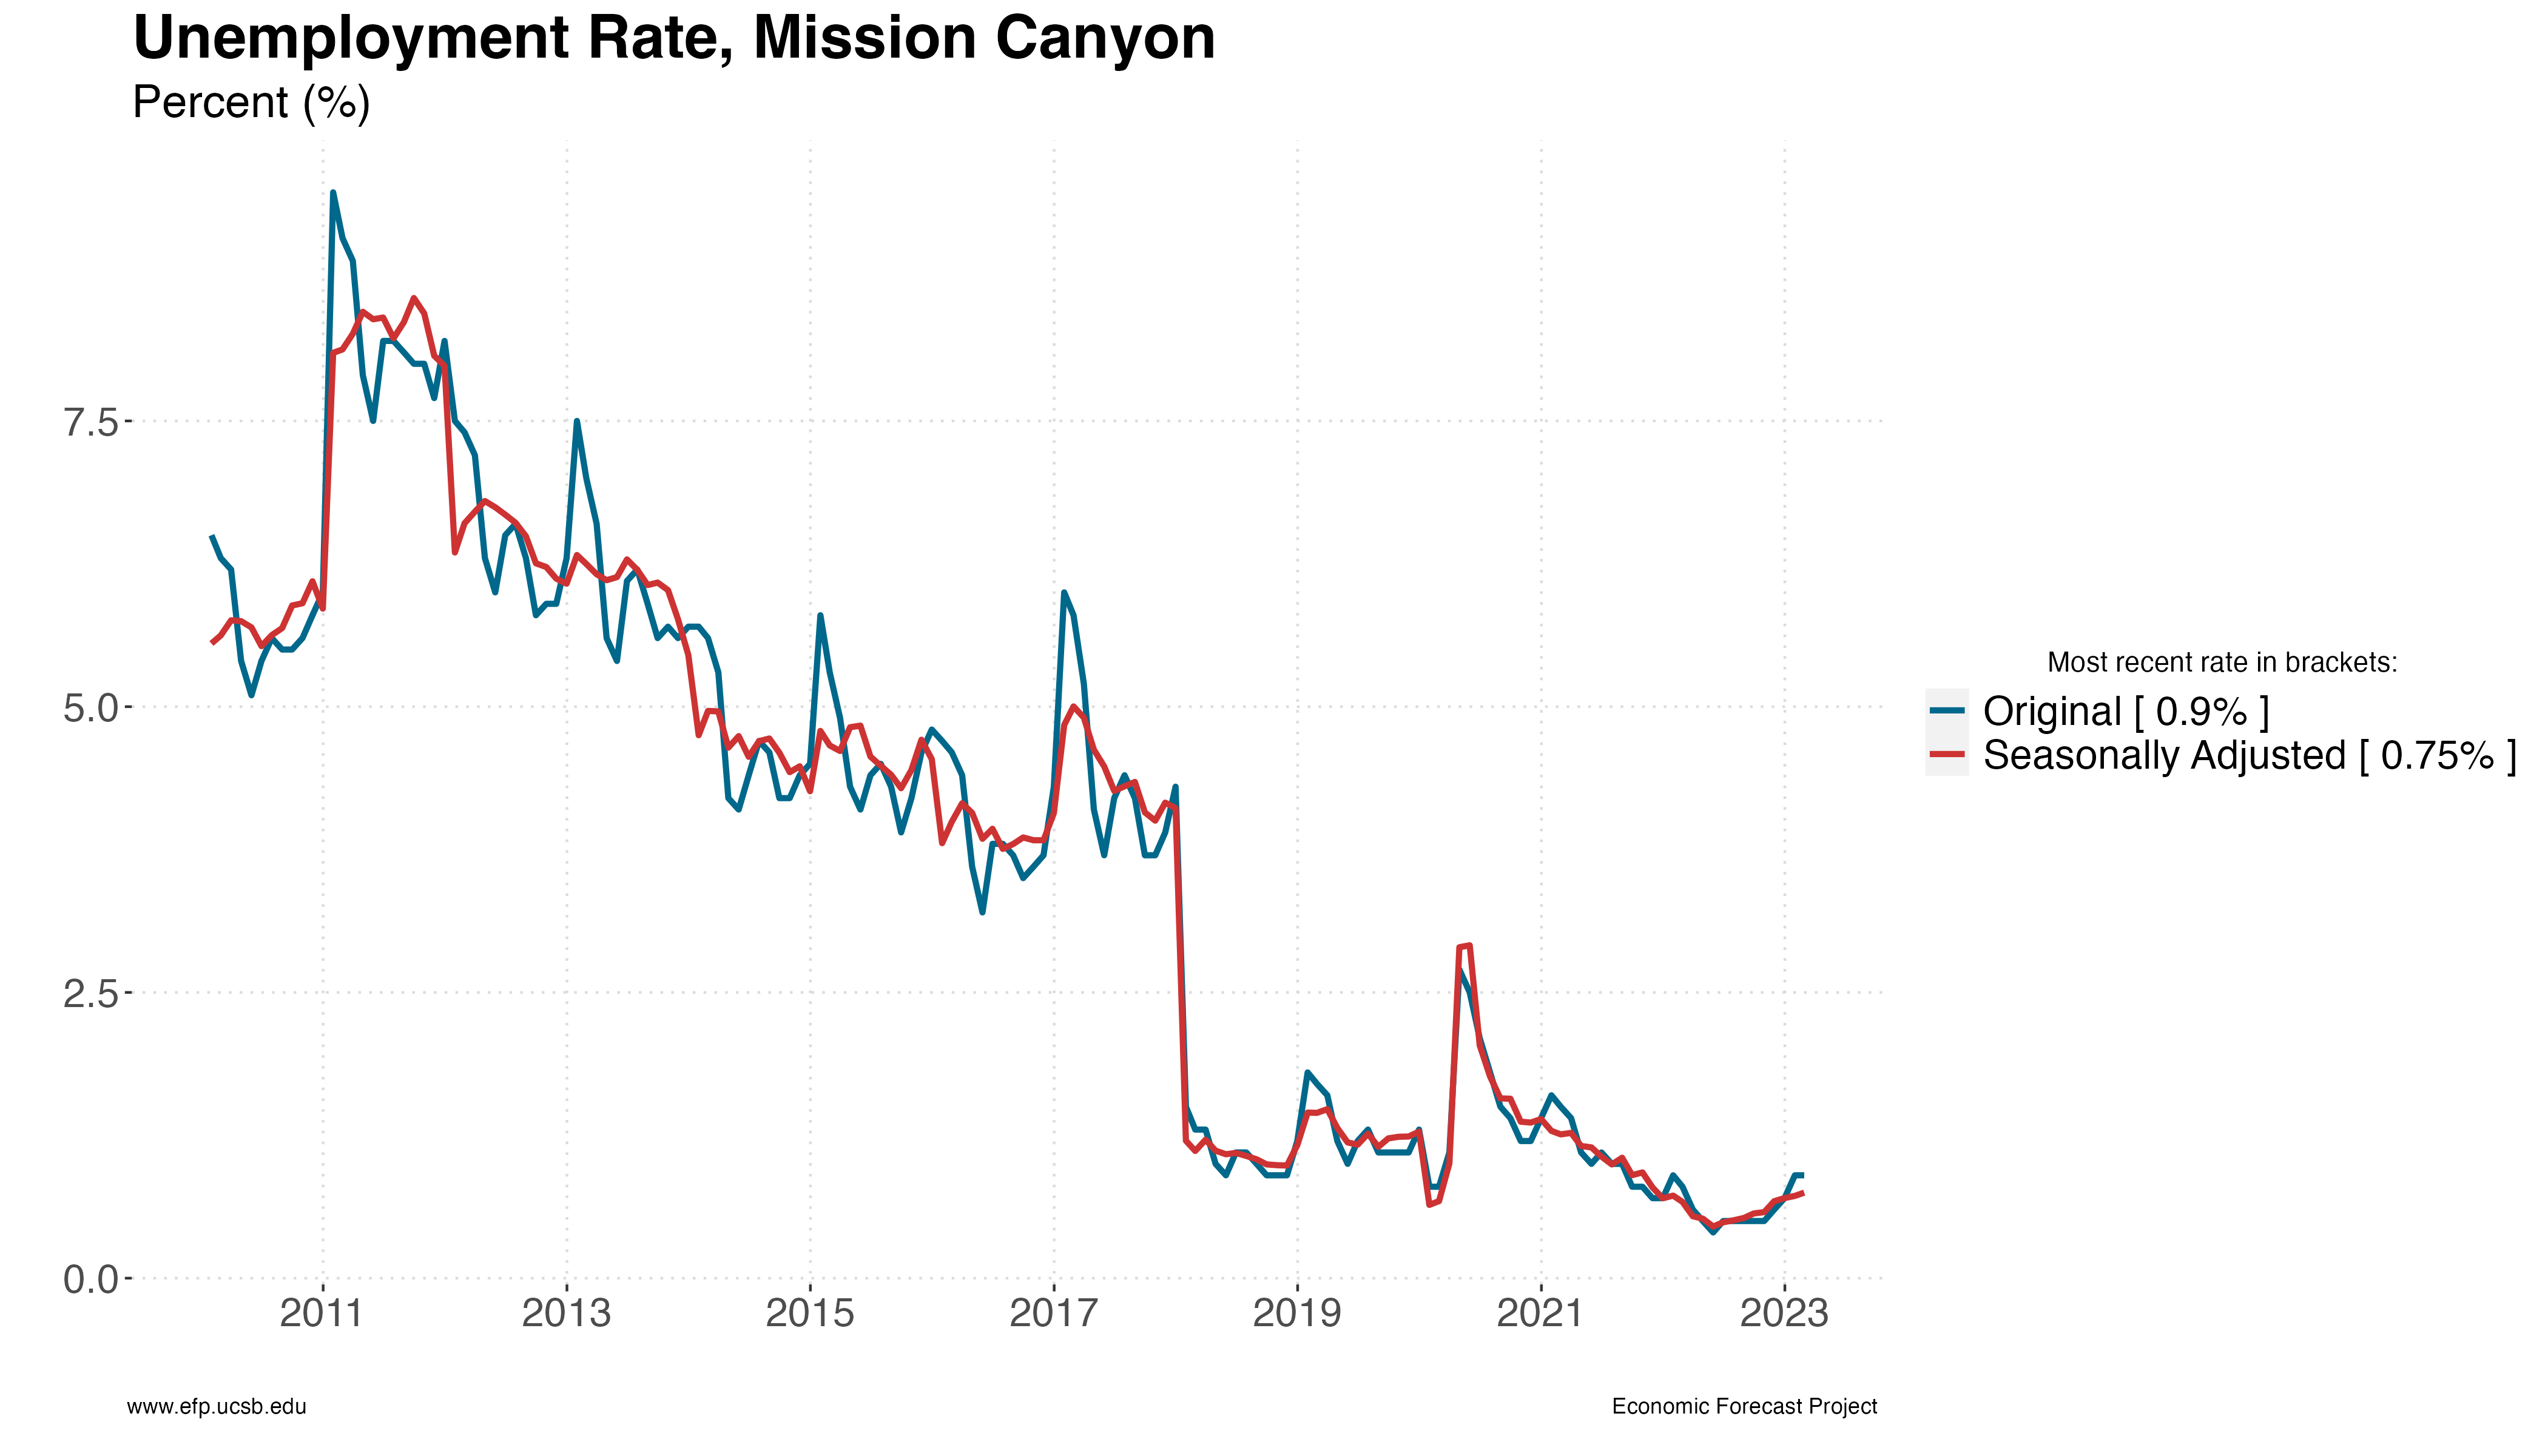 Unemployment Rate, Mission Canyon
Percent (%)
7.5
5.0
2.5
0.0
2011 2013 2015 2017 2019 2021 2023
Most recent rate in brackets:
Original [ 0.9% ]
Seasonally Adjusted [ 0.75% ]
www.efp.ucsb.edu
Economic Forecast Project